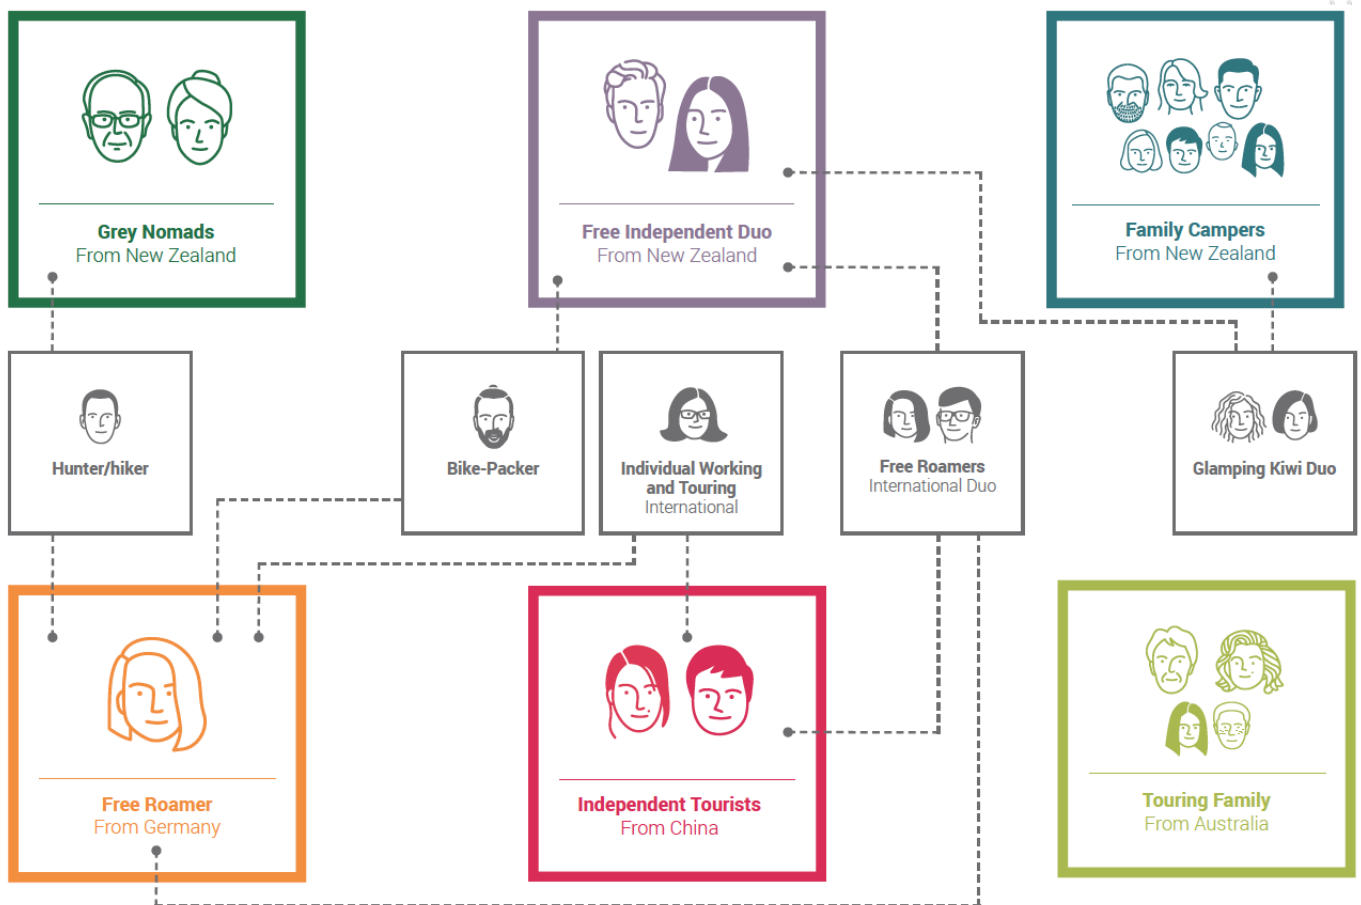 Grey Nomads
From New Zealand
Free Independent Duo
From New Zealand
Family Campers
From New Zealand
Hunter/hiker
Bike-Packer
Individual Working
and Touring
International
Free Roamers
International Duo
Glamping Kiwi Duo
Free Roamer
From Germany
Independent Tourists
From China
Touring Family
From Australia